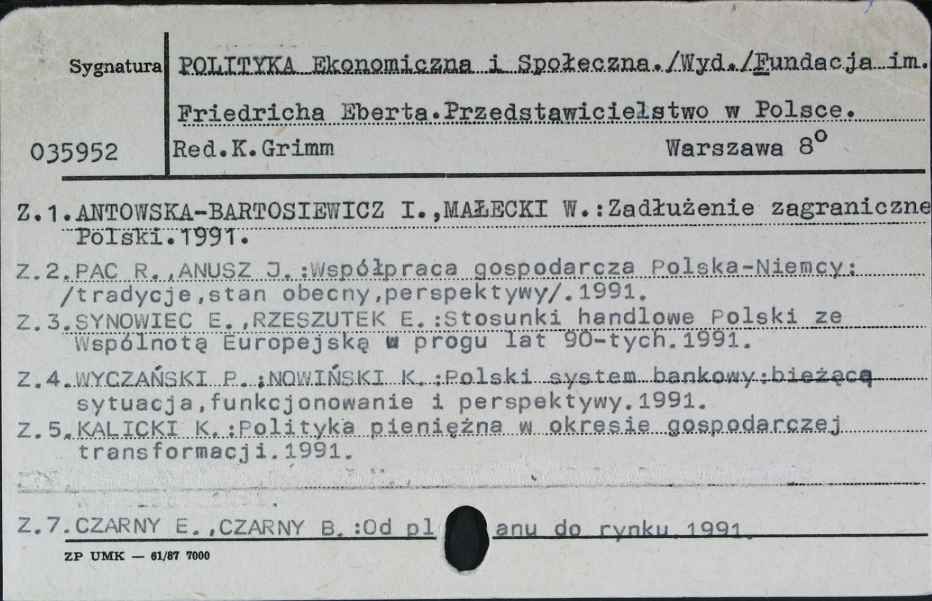 Sygnatura POLITYKA Ekonomiczna i Społeczna./Wyd./Fundacja im.
Friedricha Eberta.Przedstawicielstwo w Polsce.
035952 Red.K.Grimm Warszawa 8°
Z.1.ANTOWSKA-BARTOSIEWICZ I.,MAŁECKI W.:Zadłużenie zagraniczne
Polski.1991.
Z.2.PAC R.,ANUSZ J.:Współpraca gospodarcza Polska-Niemcy:
/tradycje,stan obecny,perspektywy/.1991.
Z.3.SYNOWIEC E.,RZESZUTEK E.:Stosunki handlowe Polski ze
Wspólnotą Europejską w progu lat 90-tych.1991.
Z.4.WYCZAŃSKI P.:NOWIŃSKI K.:Polski system bankowy:bieżącą
sytuacja,funkcjonowanie i perspektywy.1991.
Z.5.KALICKI K.:Polityka pieniężna w okresie gospodarczej
transformacji.1991.
Z.7.CZARNY E.,CZARNY B.:Od pl anu do rynku 1991.
ZP UMK — 61/87 7000